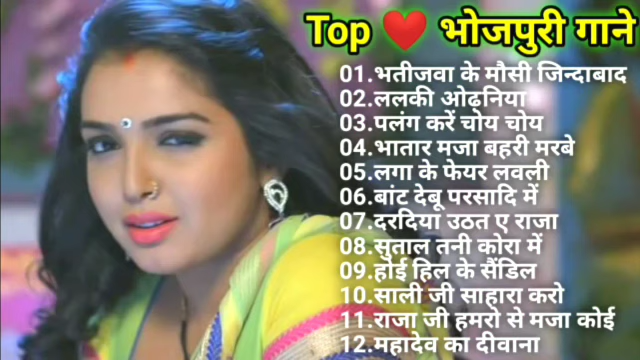 Top ❤ भोजपुरी गाने
01.भतीजवा के मौसी जिन्दाबाद
02.ललकी ओढ़निया
03.पलंग करें चोय चोय
04.भातार मजा बहरी मरबे
05.लगा के फेयर लवली
06.बांट देबू परसादि में
07.दरदिया उठत ए राजा
08.सुताल तनी कोरा में
09.होई हिल के सैंडिल
10.साली जी साहारा करो
11.राजा जी हमरो से मजा कोई
12.महादेव का दीवाना